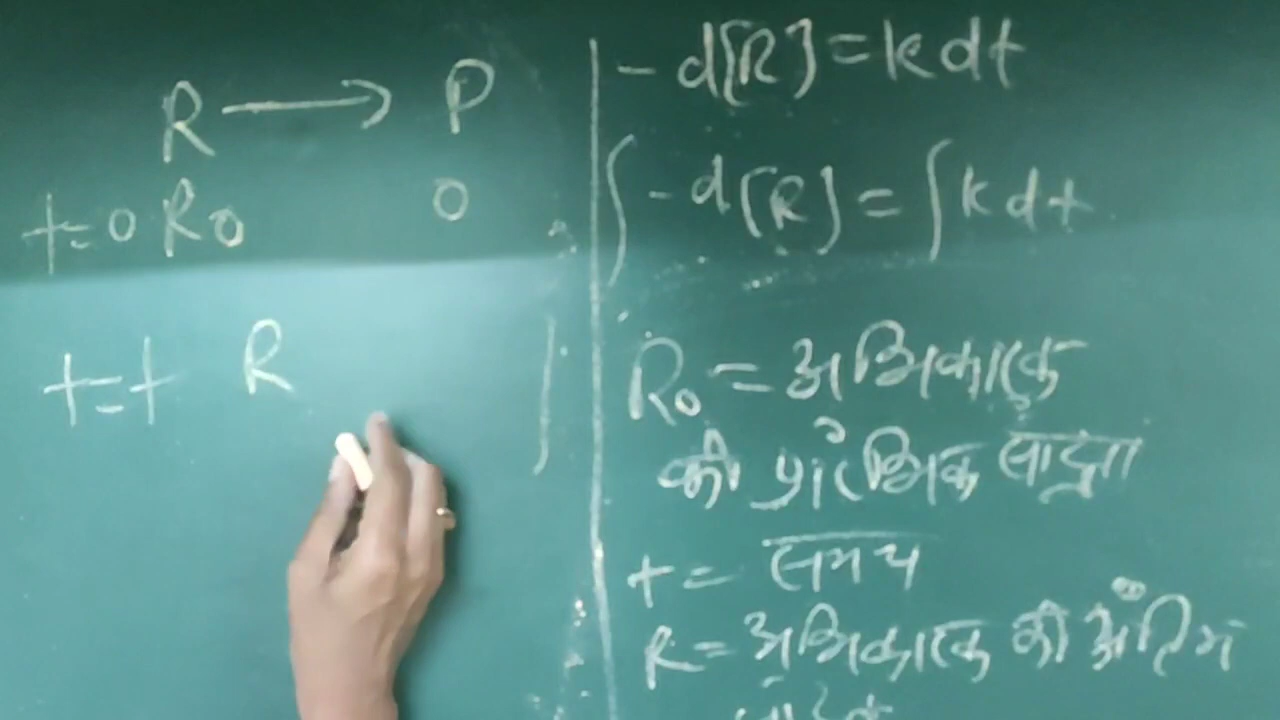 R → P
t=0 R₀ 0
t=t R
- d[R] = k dt
∫ - d[R] = ∫ k dt
R₀ = अभिकारक
की प्रारंभिक सांद्रता
t = समय
R = अभिकारक की अंतिम